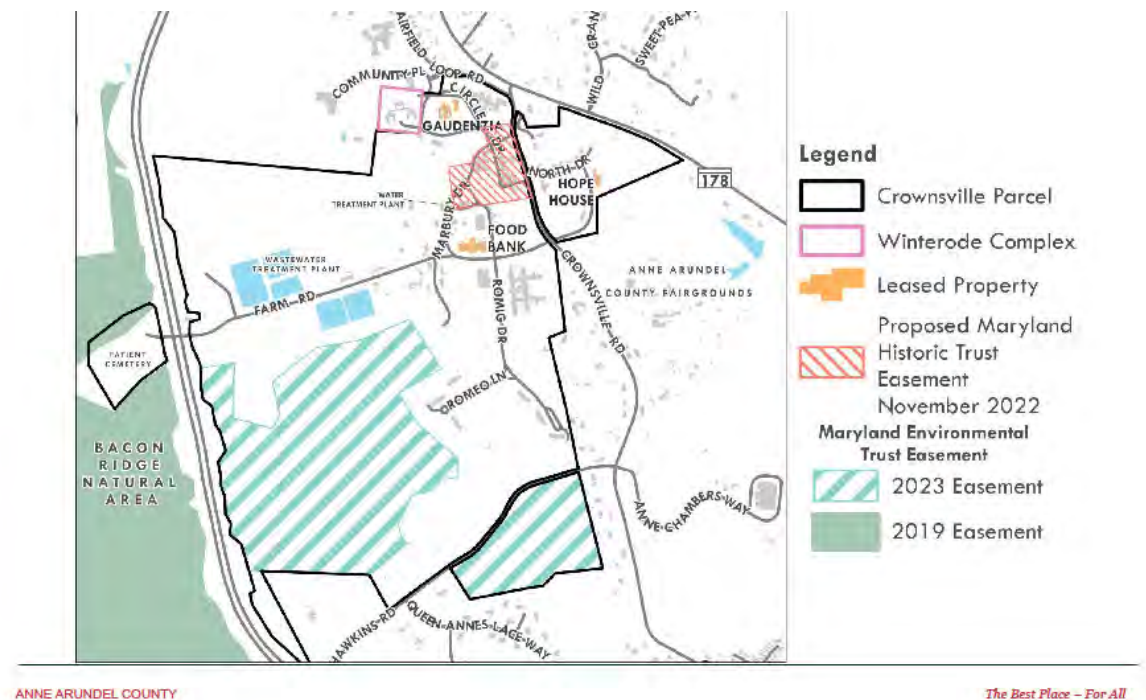 FAIRFIELD LOOP RD
COMMUNITY PL
CIRCLE DR
GAUDENZIA
WILD
SWEET-PEA
NORTH-DR
HOPE
HOUSE
178
WATER
TREATMENT PLANT
MARBURY DR
FOOD
BANK
WASTEWATER
TREATMENT PLANT
FARM-RD
ROMIG-DR
CROWNSVILLE-RD
ANNE ARUNDEL
COUNTY FAIRGROUNDS
PATIENT
CEMETERY
ROMEO-LN
BACON
RIDGE
NATURAL
AREA
ANNE-CHAMBERS-WAY
HAWKINS-RD
QUEEN-ANNES-LACE-WAY
Legend
Crownsville Parcel
Winterode Complex
Leased Property
Proposed Maryland
Historic Trust
Easement
November 2022
Maryland Environmental
Trust Easement
2023 Easement
2019 Easement
ANNE ARUNDEL COUNTY
The Best Place – For All